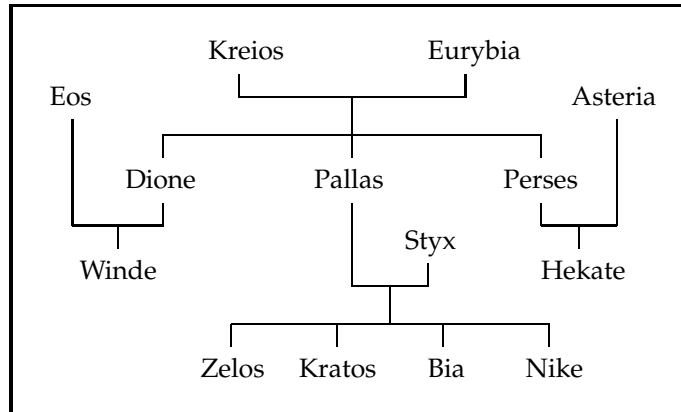 Kreios Eurybia
Eos Asteria
Dione Pallas Perses
Styx
Winde Hekate
Zelos Kratos Bia Nike